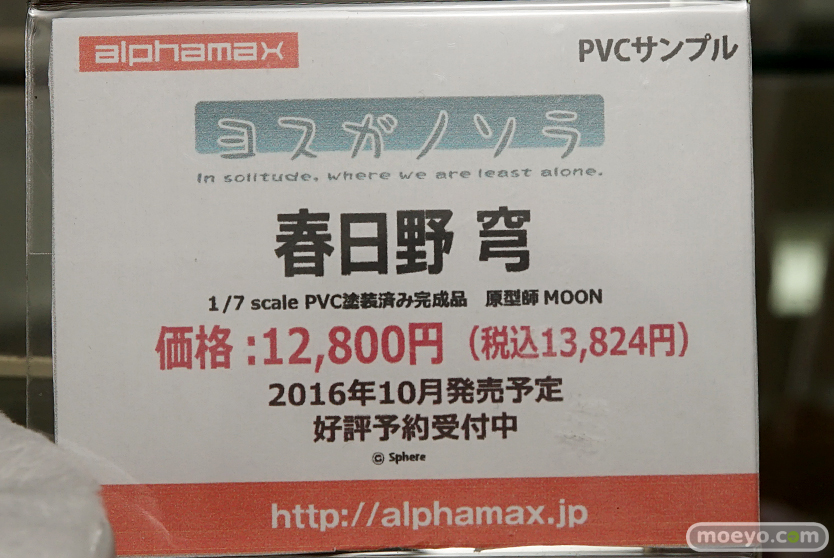 alphamax
PVCサンプル
ヨスガノソラ
In solitude, where we are least alone.
春日野 穹
1/7 scale PVC塗装済み完成品 原型師 MOON
価格:12,800円(税込13,824円)
2016年10月発売予定
好評予約受付中
© Sphere
http://alphamax.jp
moeyo.com